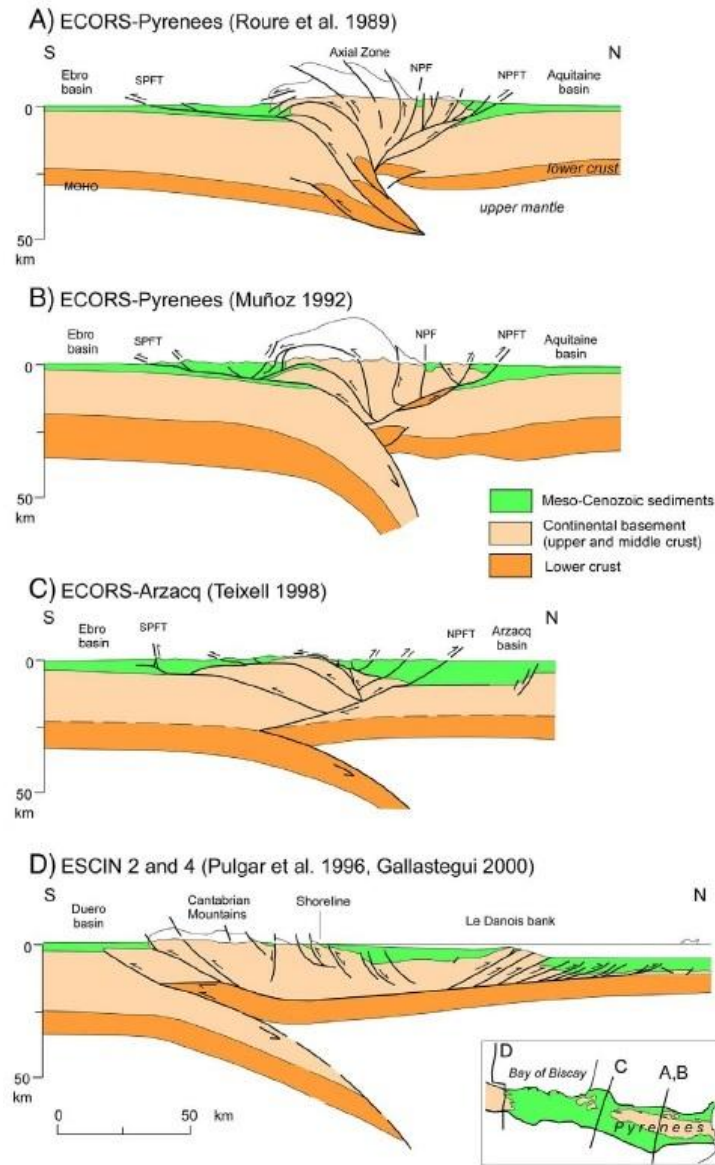 A) ECORS-Pyrenees (Roure et al. 1989)
S N
Axial Zone
Ebro basin SPFT NPF NPFT Aquitaine basin
0
MOHO
lower crust
upper mantle
50
km
B) ECORS-Pyrenees (Muñoz 1992)
Ebro basin SPFT NPF NPFT Aquitaine basin
0
50
km
Meso-Cenozoic sediments
Continental basement
(upper and middle crust)
Lower crust
C) ECORS-Arzacq (Teixell 1998)
S N
Ebro basin SPFT NPFT Arzacq basin
0
50
km
D) ESCIN 2 and 4 (Pulgar et al. 1996, Gallastegui 2000)
S N
Duero basin Cantabrian Mountains Shoreline Le Danois bank
0
50
km
0 50 km
D Bay of Biscay C A,B
Pyrenees